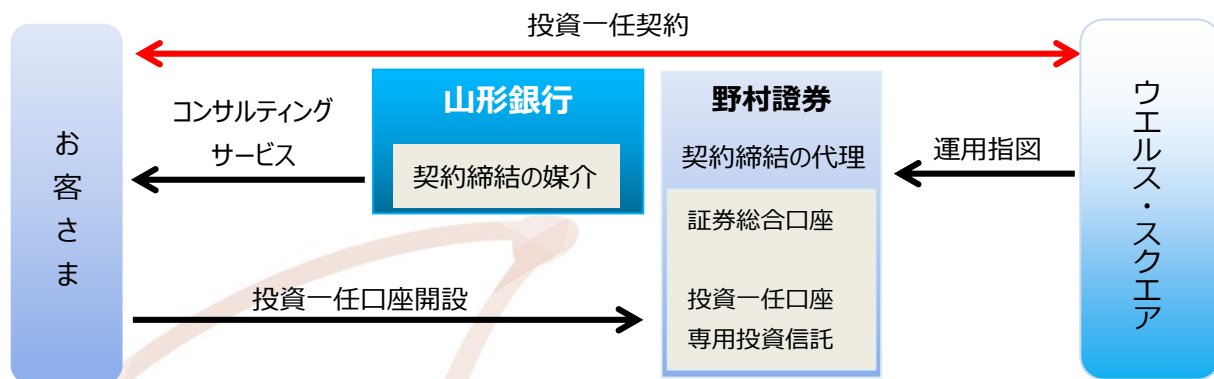 投資一任契約
お客さま
コンサルティング
サービス
山形銀行
契約締結の媒介
野村證券
契約締結の代理
証券総合口座
投資一任口座
専用投資信託
運用指図
ウエルス・スクエア
投資一任口座開設